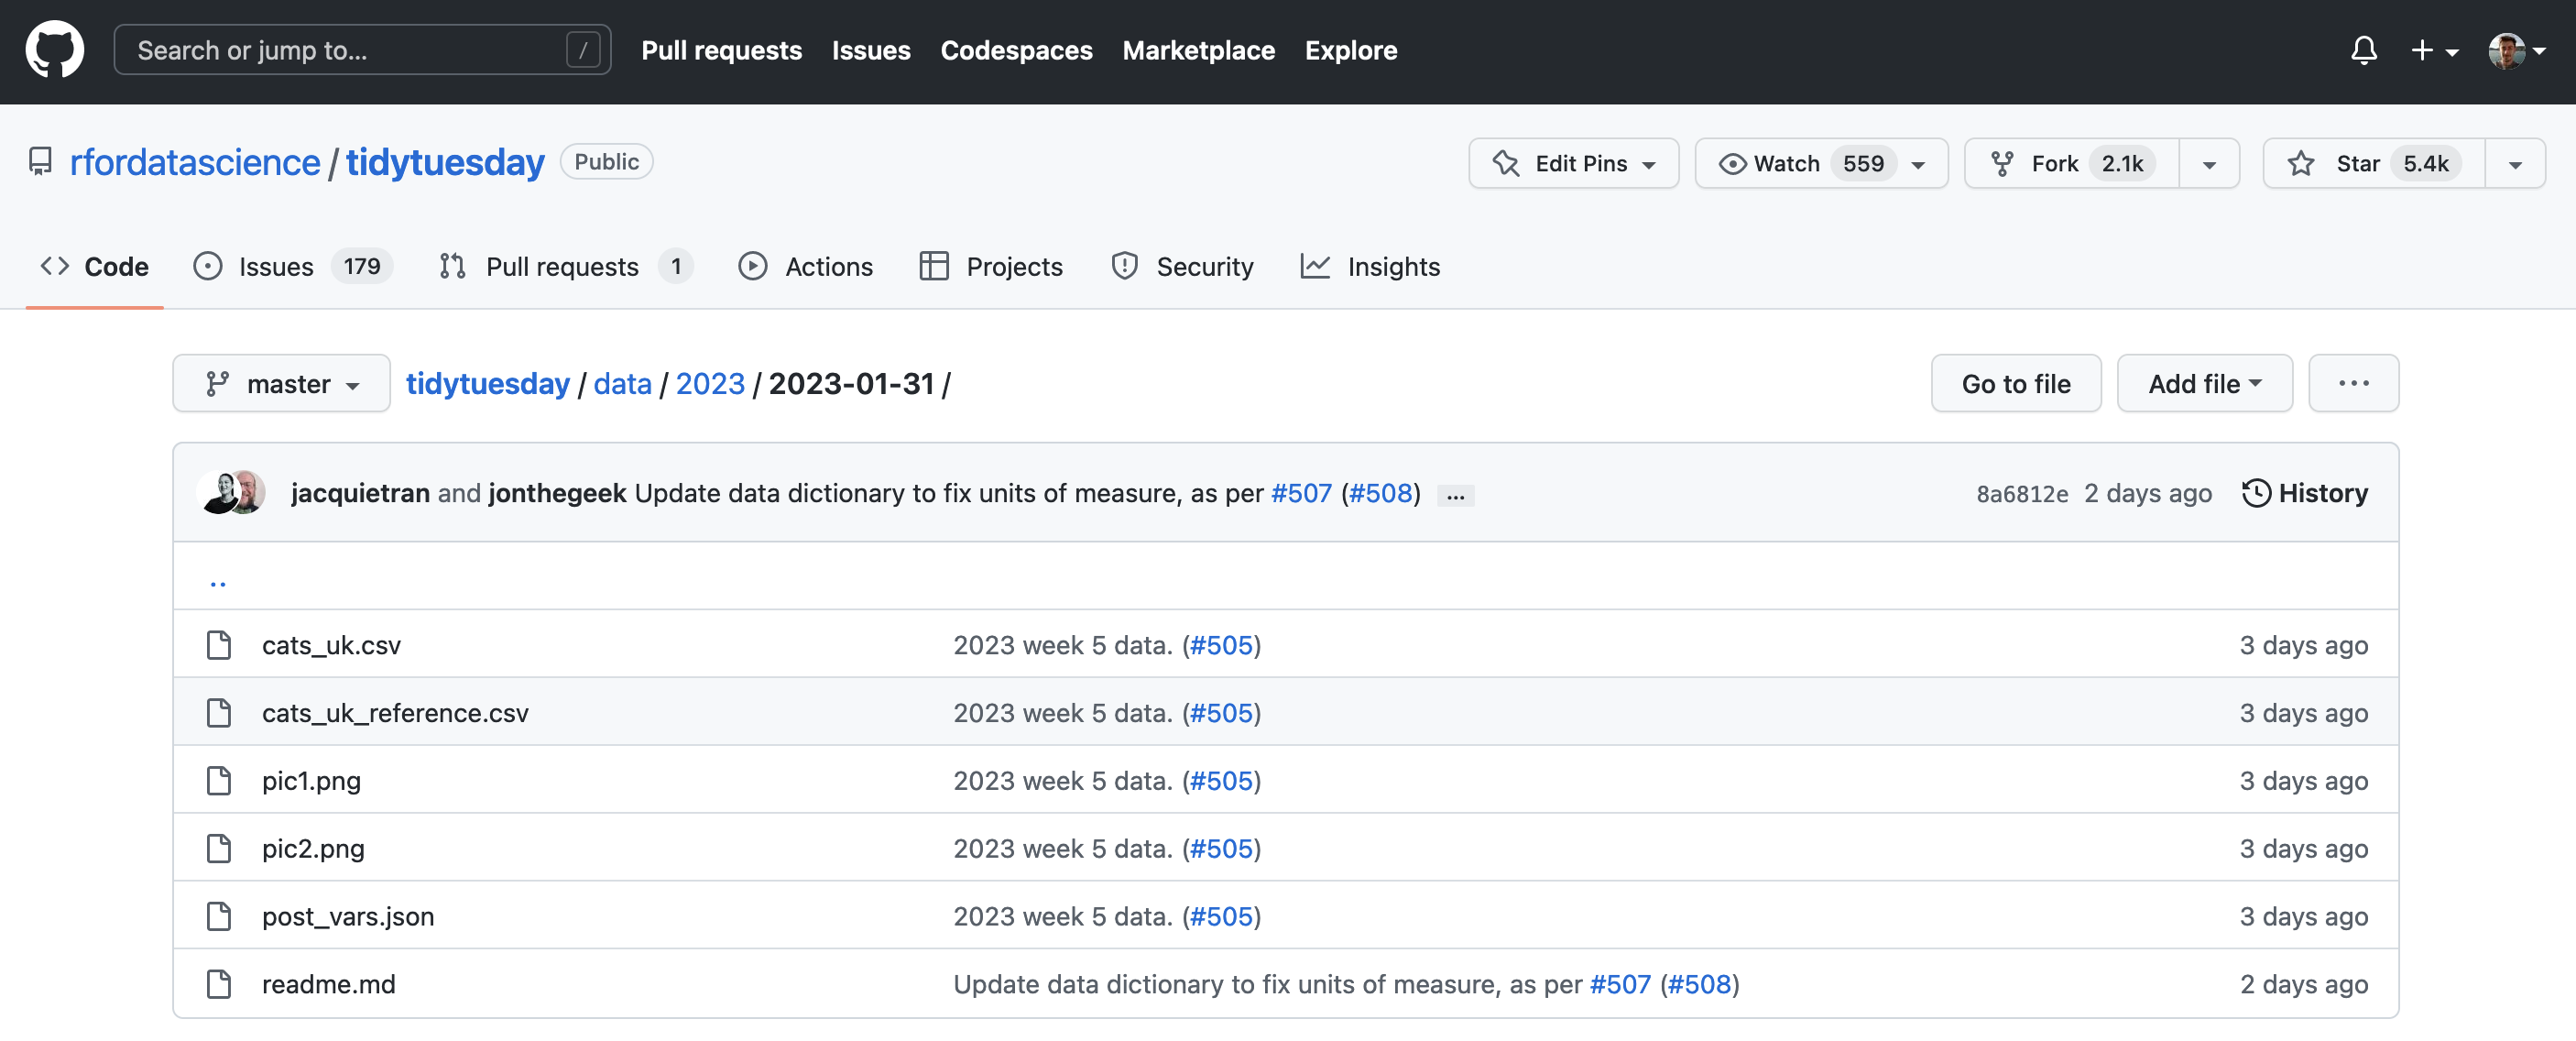 Search or jump to... / Pull requests Issues Codespaces Marketplace Explore
rfordatascience / tidytuesday Public Edit Pins Watch 559 Fork 2.1k Star 5.4k
Code Issues 179 Pull requests 1 Actions Projects Security Insights
master tidytuesday / data / 2023 / 2023-01-31 / Go to file Add file ...
jacquietran and jonthegeek Update data dictionary to fix units of measure, as per #507 (#508) ... 8a6812e 2 days ago History
..
cats_uk.csv 2023 week 5 data. (#505) 3 days ago
cats_uk_reference.csv 2023 week 5 data. (#505) 3 days ago
pic1.png 2023 week 5 data. (#505) 3 days ago
pic2.png 2023 week 5 data. (#505) 3 days ago
post_vars.json 2023 week 5 data. (#505) 3 days ago
readme.md Update data dictionary to fix units of measure, as per #507 (#508) 2 days ago